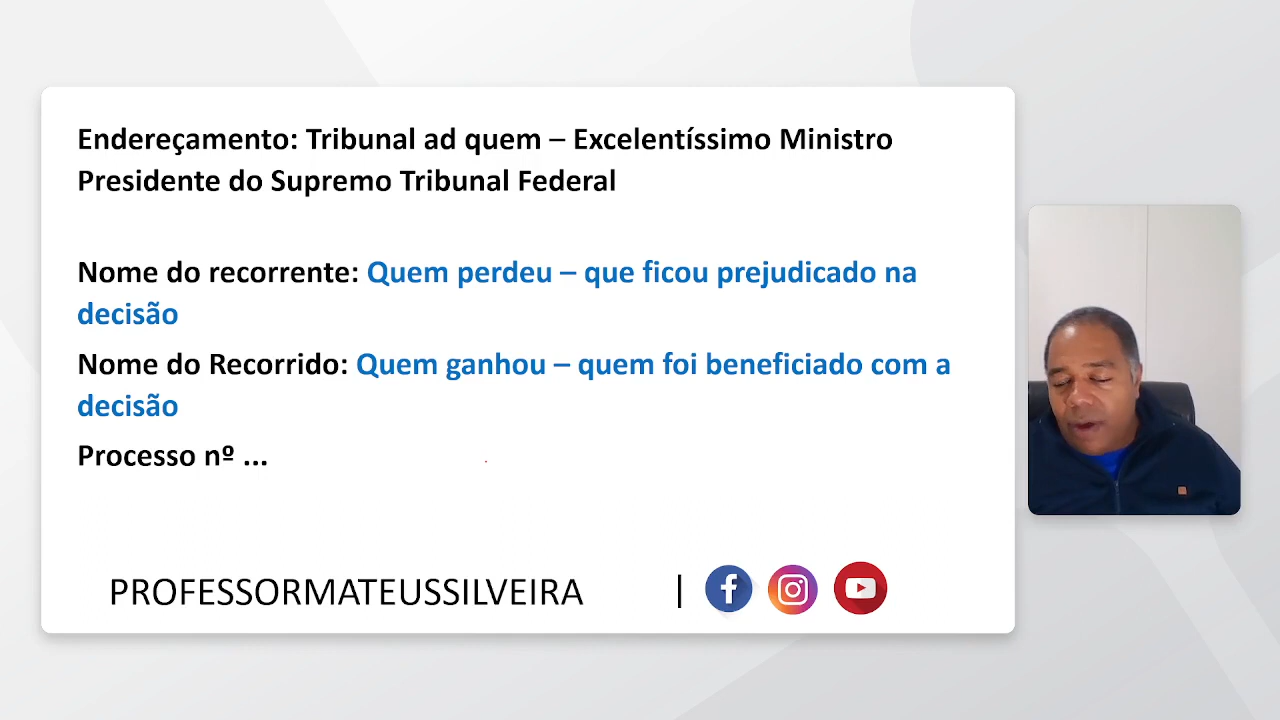 Endereçamento: Tribunal ad quem – Excelentíssimo Ministro
Presidente do Supremo Tribunal Federal
Nome do recorrente: Quem perdeu – que ficou prejudicado na
decisão
Nome do Recorrido: Quem ganhou – quem foi beneficiado com a
decisão
Processo nº ...
PROFESSORMATEUSSILVEIRA |